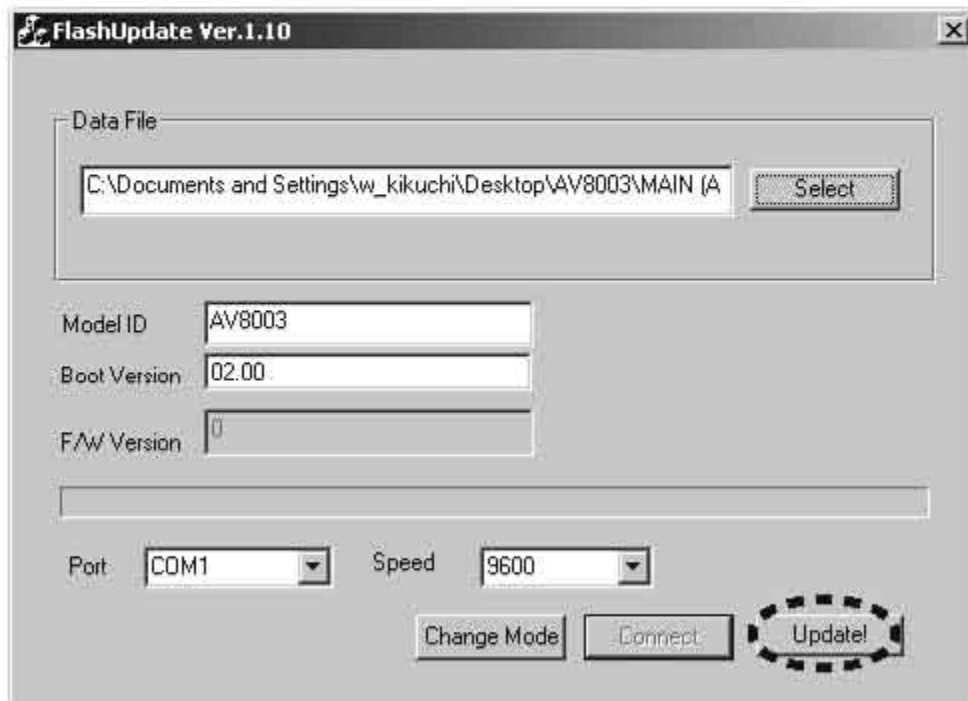 FlashUpdate Ver.1.10
Data File
C:\Documents and Settings\w_kikuchi\Desktop\AV8003\MAIN (A
Select
Model ID AV8003
Boot Version 02.00
F/W Version 0
Port COM1 Speed 9600
Change Mode Connect Update!